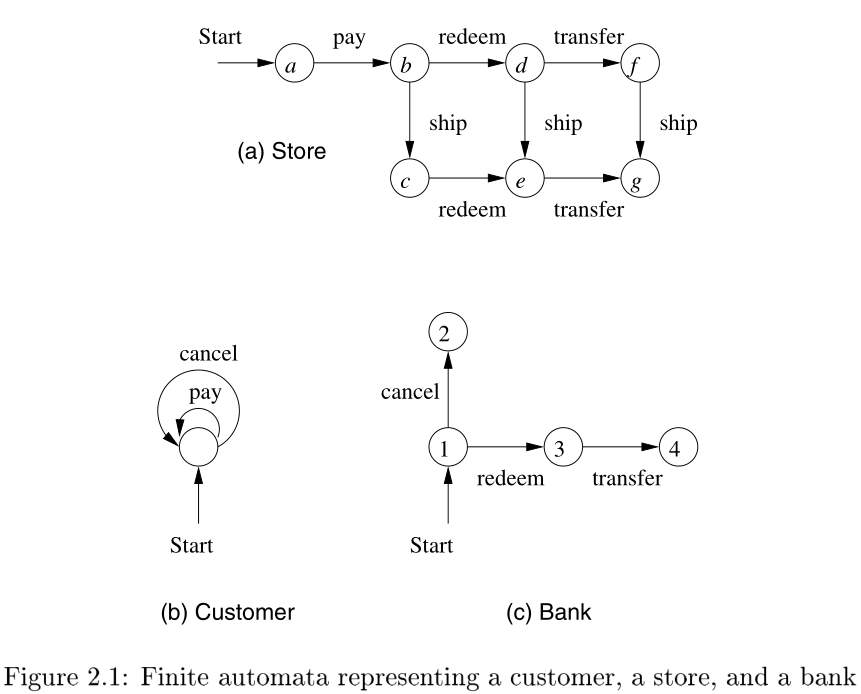 Start pay redeem transfer
a b d f
ship ship ship
(a) Store
c e g
redeem transfer
2
cancel
pay cancel
1 3 4
redeem transfer
Start Start
(b) Customer (c) Bank
Figure 2.1: Finite automata representing a customer, a store, and a bank